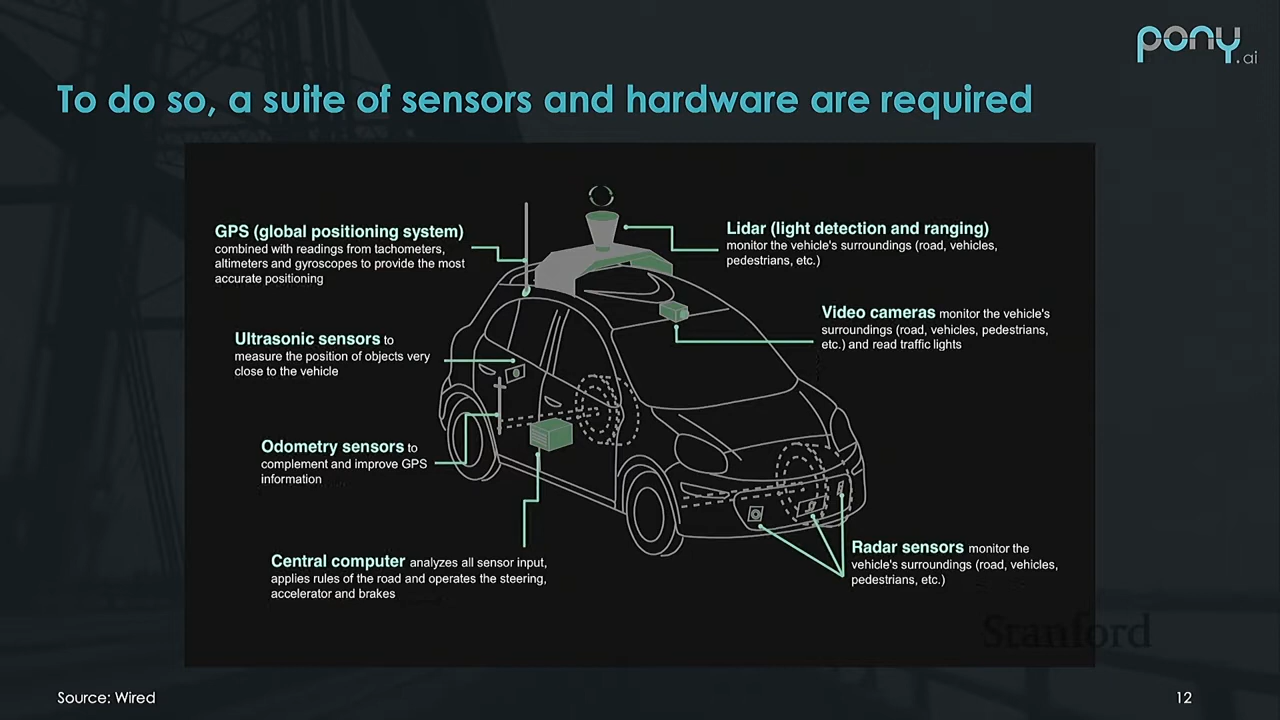 pony.ai
To do so, a suite of sensors and hardware are required
GPS (global positioning system)
combined with readings from tachometers,
altimeters and gyroscopes to provide the most
accurate positioning
Lidar (light detection and ranging)
monitor the vehicle's surroundings (road, vehicles,
pedestrians, etc.)
Ultrasonic sensors to
measure the position of objects very
close to the vehicle
Video cameras monitor the vehicle's
surroundings (road, vehicles, pedestrians,
etc.) and read traffic lights
Odometry sensors to
complement and improve GPS
information
Central computer analyzes all sensor input,
applies rules of the road and operates the steering,
accelerator and brakes
Radar sensors monitor the
vehicle's surroundings (road, vehicles,
pedestrians, etc.)
Stanford
Source: Wired
12